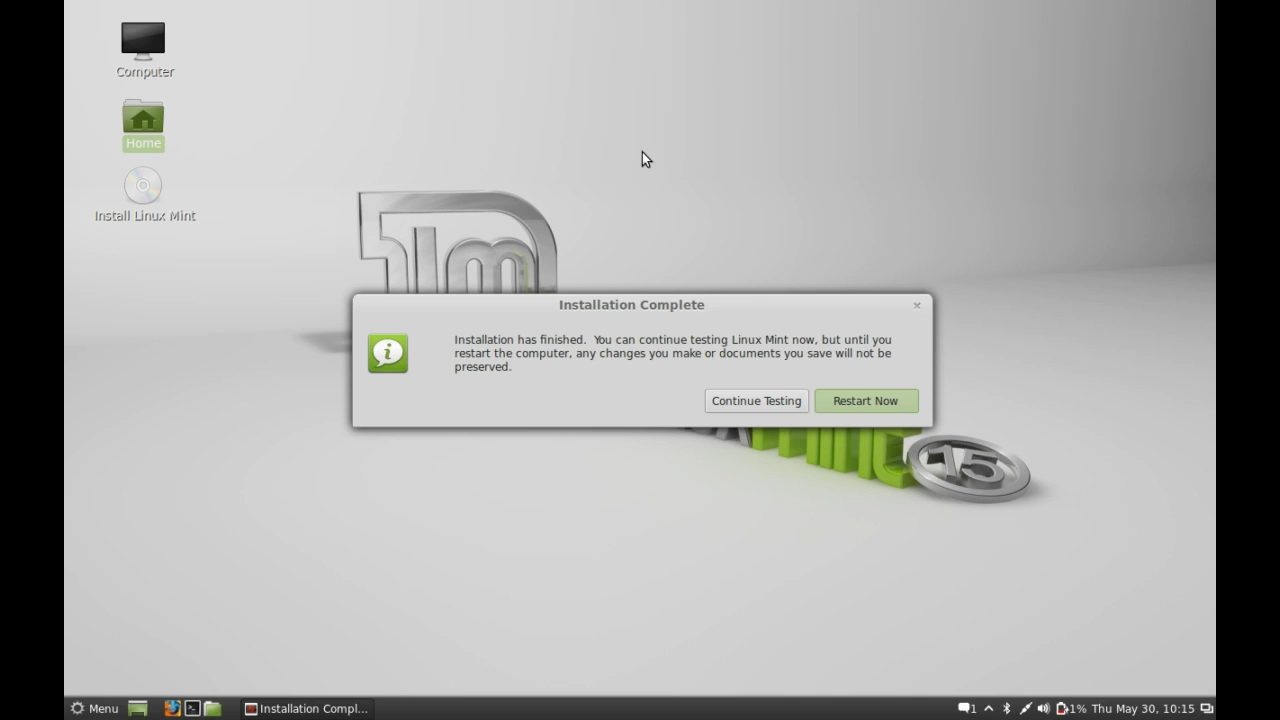 Computer
Home
Install Linux Mint
Installation Complete
Installation has finished.  You can continue testing Linux Mint now, but until you
restart the computer, any changes you make or documents you save will not be
preserved.
Continue Testing
Restart Now
15
Menu
Installation Compl...
1
1%
Thu May 30, 10:15